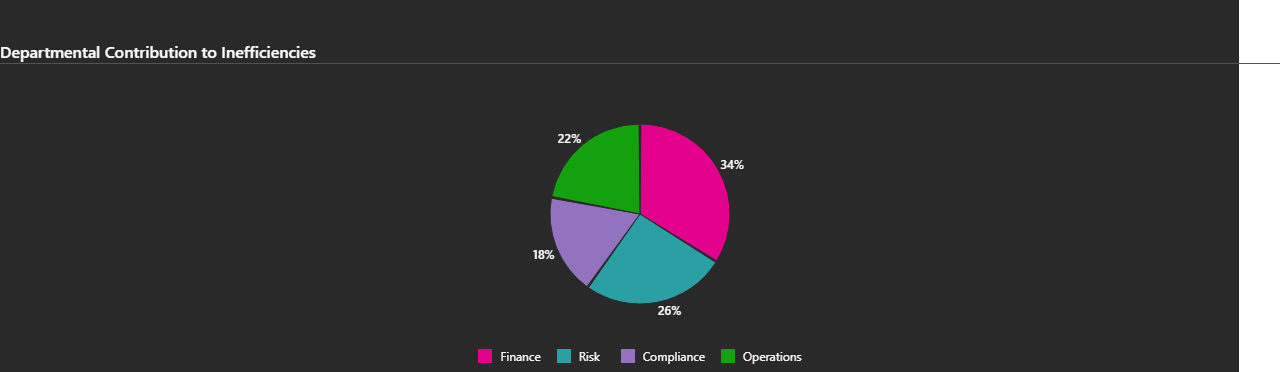 Departmental Contribution to Inefficiencies
22%
34%
18%
26%
Finance Risk Compliance Operations